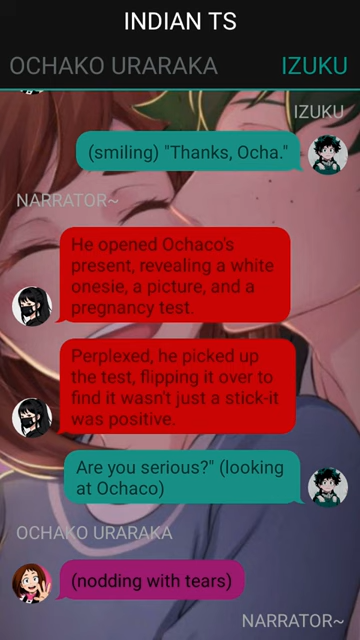 INDIAN TS
OCHAKO URARAKA IZUKU
IZUKU
(smiling) "Thanks, Ocha."
NARRATOR~
He opened Ochaco's
present, revealing a white
onesie, a picture, and a
pregnancy test.
Perplexed, he picked up
the test, flipping it over to
find it wasn't just a stick-it
was positive.
Are you serious?" (looking
at Ochaco)
OCHAKO URARAKA
(nodding with tears)
NARRATOR~